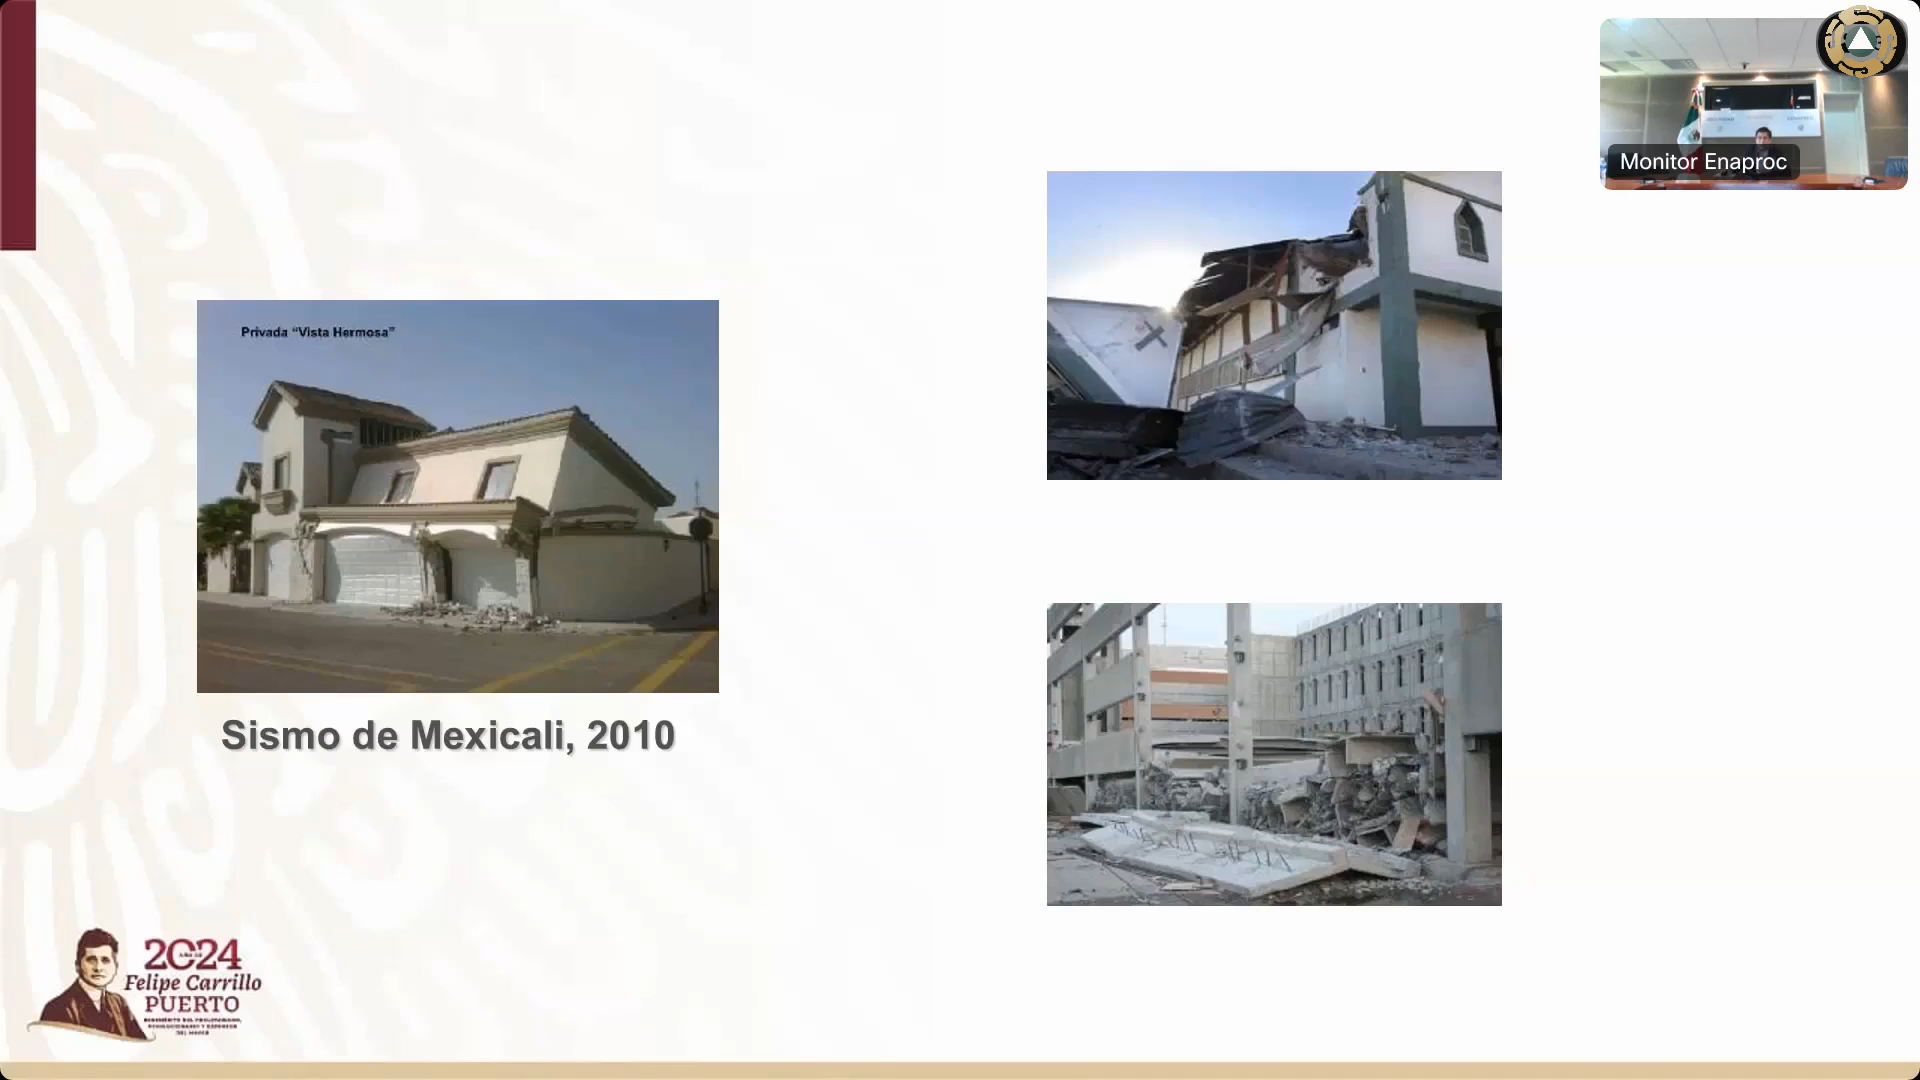 Monitor Enaproc
Privada “Vista Hermosa”
Sismo de Mexicali, 2010
2024
Felipe Carrillo
PUERTO